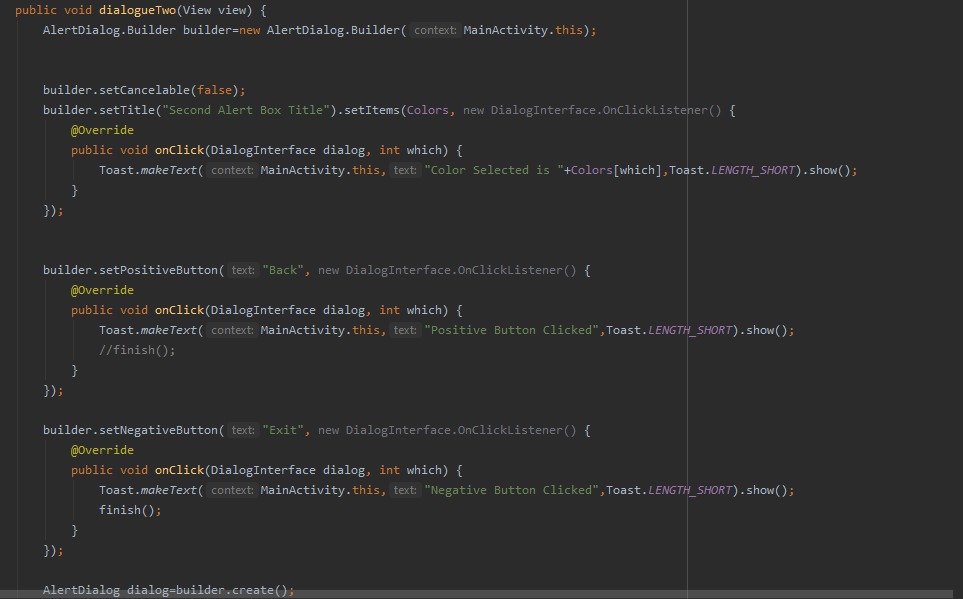 public void dialogueTwo(View view) {
AlertDialog.Builder builder=new AlertDialog.Builder( context: MainActivity.this);
builder.setCancelable(false);
builder.setTitle("Second Alert Box Title").setItems(Colors, new DialogInterface.OnClickListener() {
@Override
public void onClick(DialogInterface dialog, int which) {
Toast.makeText( context: MainActivity.this, text: "Color Selected is "+Colors[which],Toast.LENGTH_SHORT).show();
}
});
builder.setPositiveButton( text: "Back", new DialogInterface.OnClickListener() {
@Override
public void onClick(DialogInterface dialog, int which) {
Toast.makeText( context: MainActivity.this, text: "Positive Button Clicked",Toast.LENGTH_SHORT).show();
//finish();
}
});
builder.setNegativeButton( text: "Exit", new DialogInterface.OnClickListener() {
@Override
public void onClick(DialogInterface dialog, int which) {
Toast.makeText( context: MainActivity.this, text: "Negative Button Clicked",Toast.LENGTH_SHORT).show();
finish();
}
});
AlertDialog dialog=builder.create();